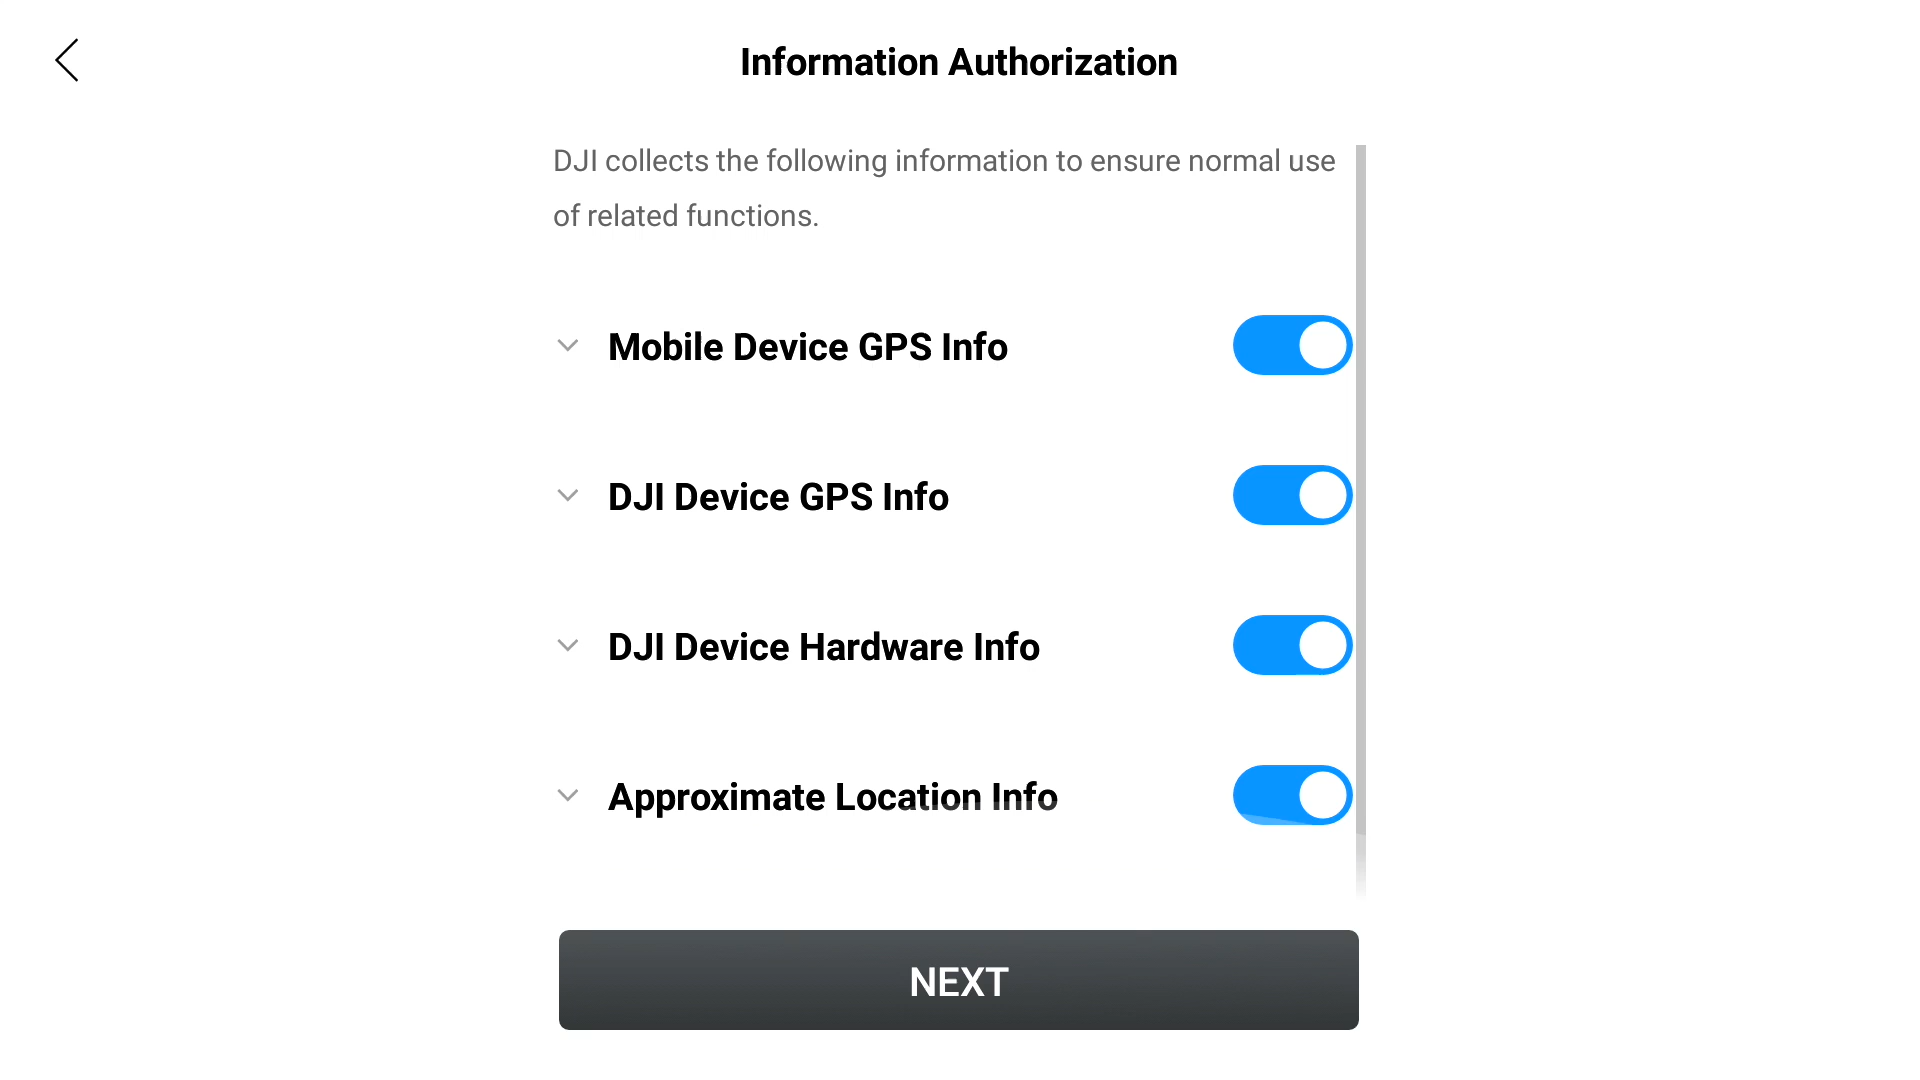 Information Authorization
DJI collects the following information to ensure normal use
of related functions.
Mobile Device GPS Info
DJI Device GPS Info
DJI Device Hardware Info
Approximate Location Info
NEXT